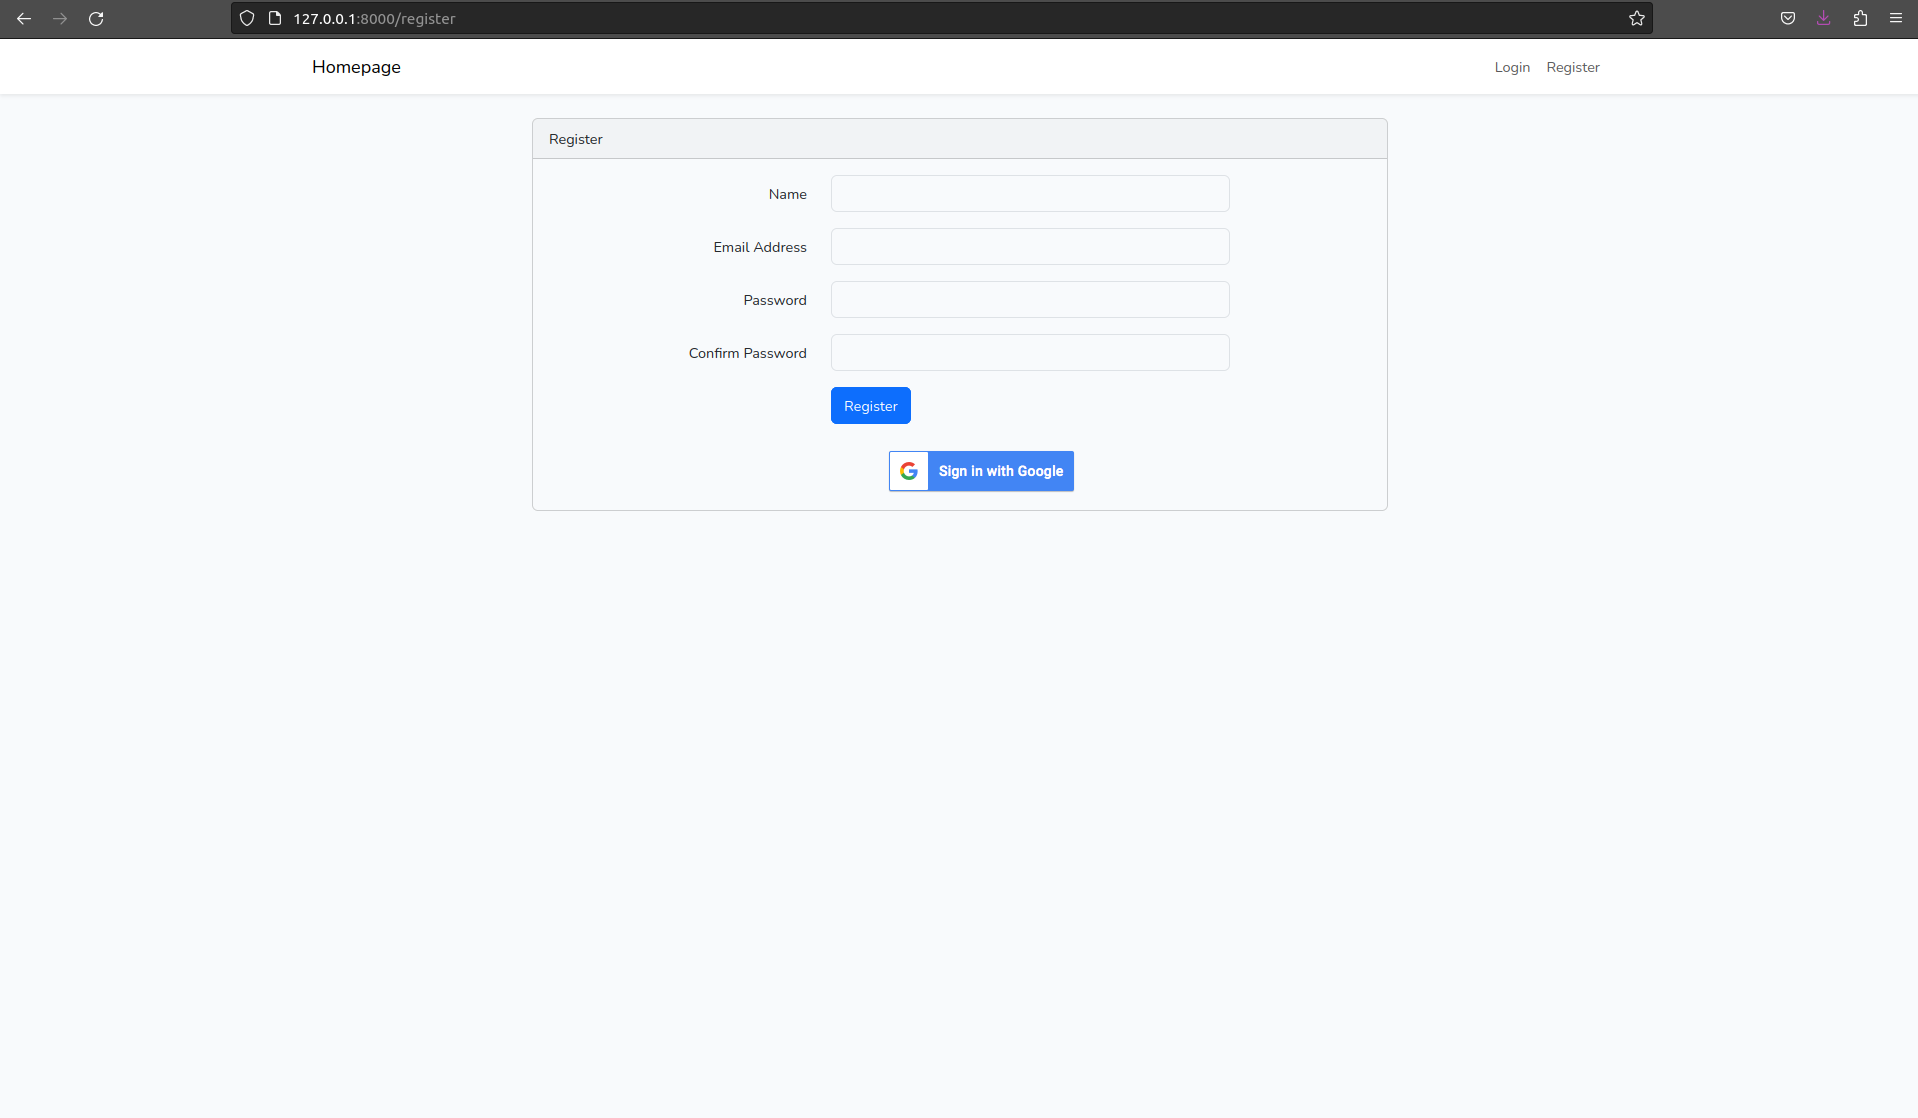 127.0.0.1:8000/register
Homepage
Login Register
Register
Name
Email Address
Password
Confirm Password
Register
Sign in with Google